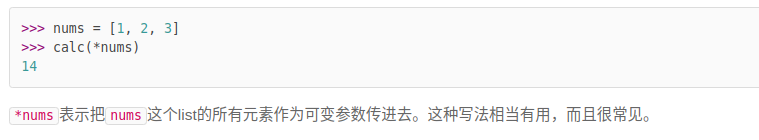 >>> nums = [1, 2, 3]
>>> calc(*nums)
14
*nums表示把nums这个list的所有元素作为可变参数传进去。这种写法相当有用，而且很常见。